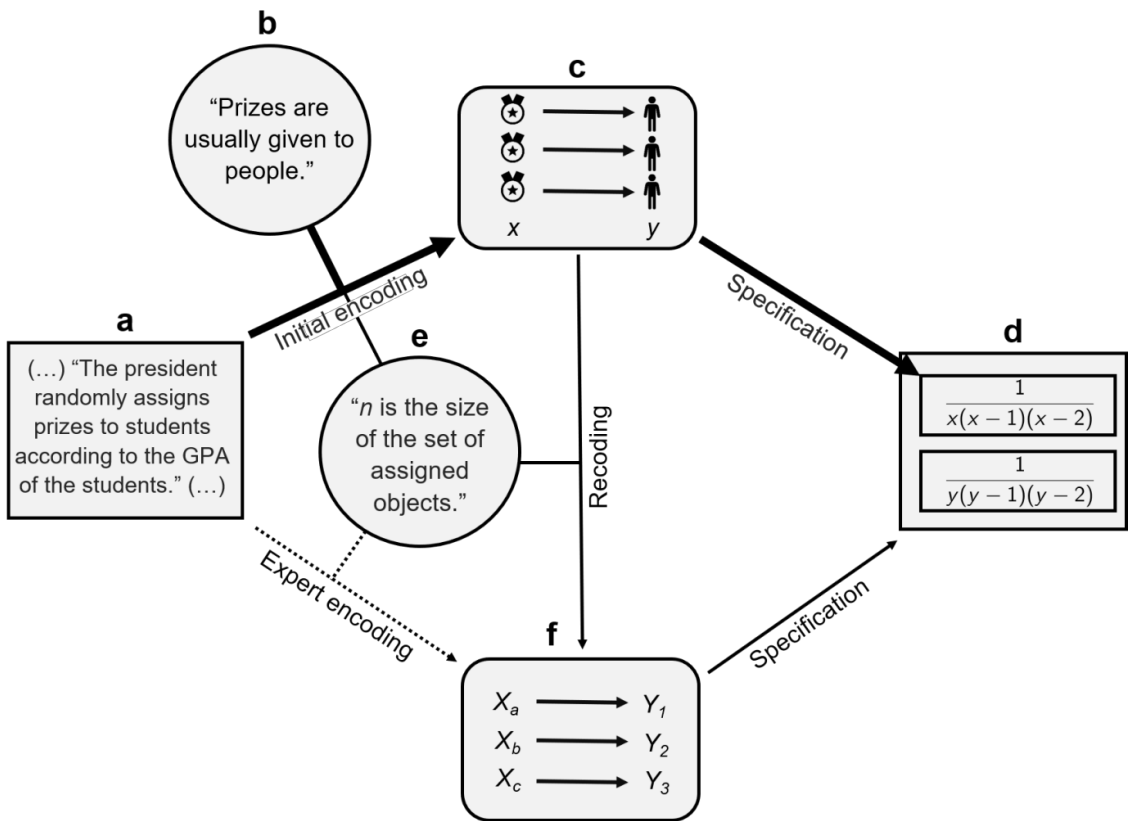 b
“Prizes are
usually given to
people.”
c
x y
Initial encoding
Specification
a
(…) “The president
randomly assigns
prizes to students
according to the GPA
of the students.” (…)
e
“n is the size
of the set of
assigned
objects.”
Recoding
d
1
x(x − 1)(x − 2)
1
y(y − 1)(y − 2)
Expert encoding
Specification
f
Xₐ Y₁
X_b Y₂
X_c Y₃